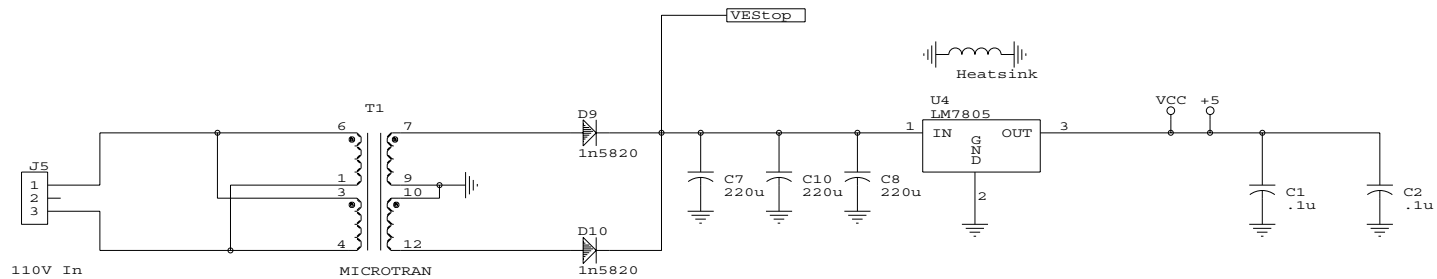 VEStop
Heatsink
T1
D9
U4
LM7805
VCC
+5
6
7
1
IN
OUT
3
GND
1n5820
J5
1
2
3
1
9
3
10
C7
220u
C10
220u
C8
220u
2
C1
.1u
C2
.1u
4
12
D10
1n5820
110V In
MICROTRAN